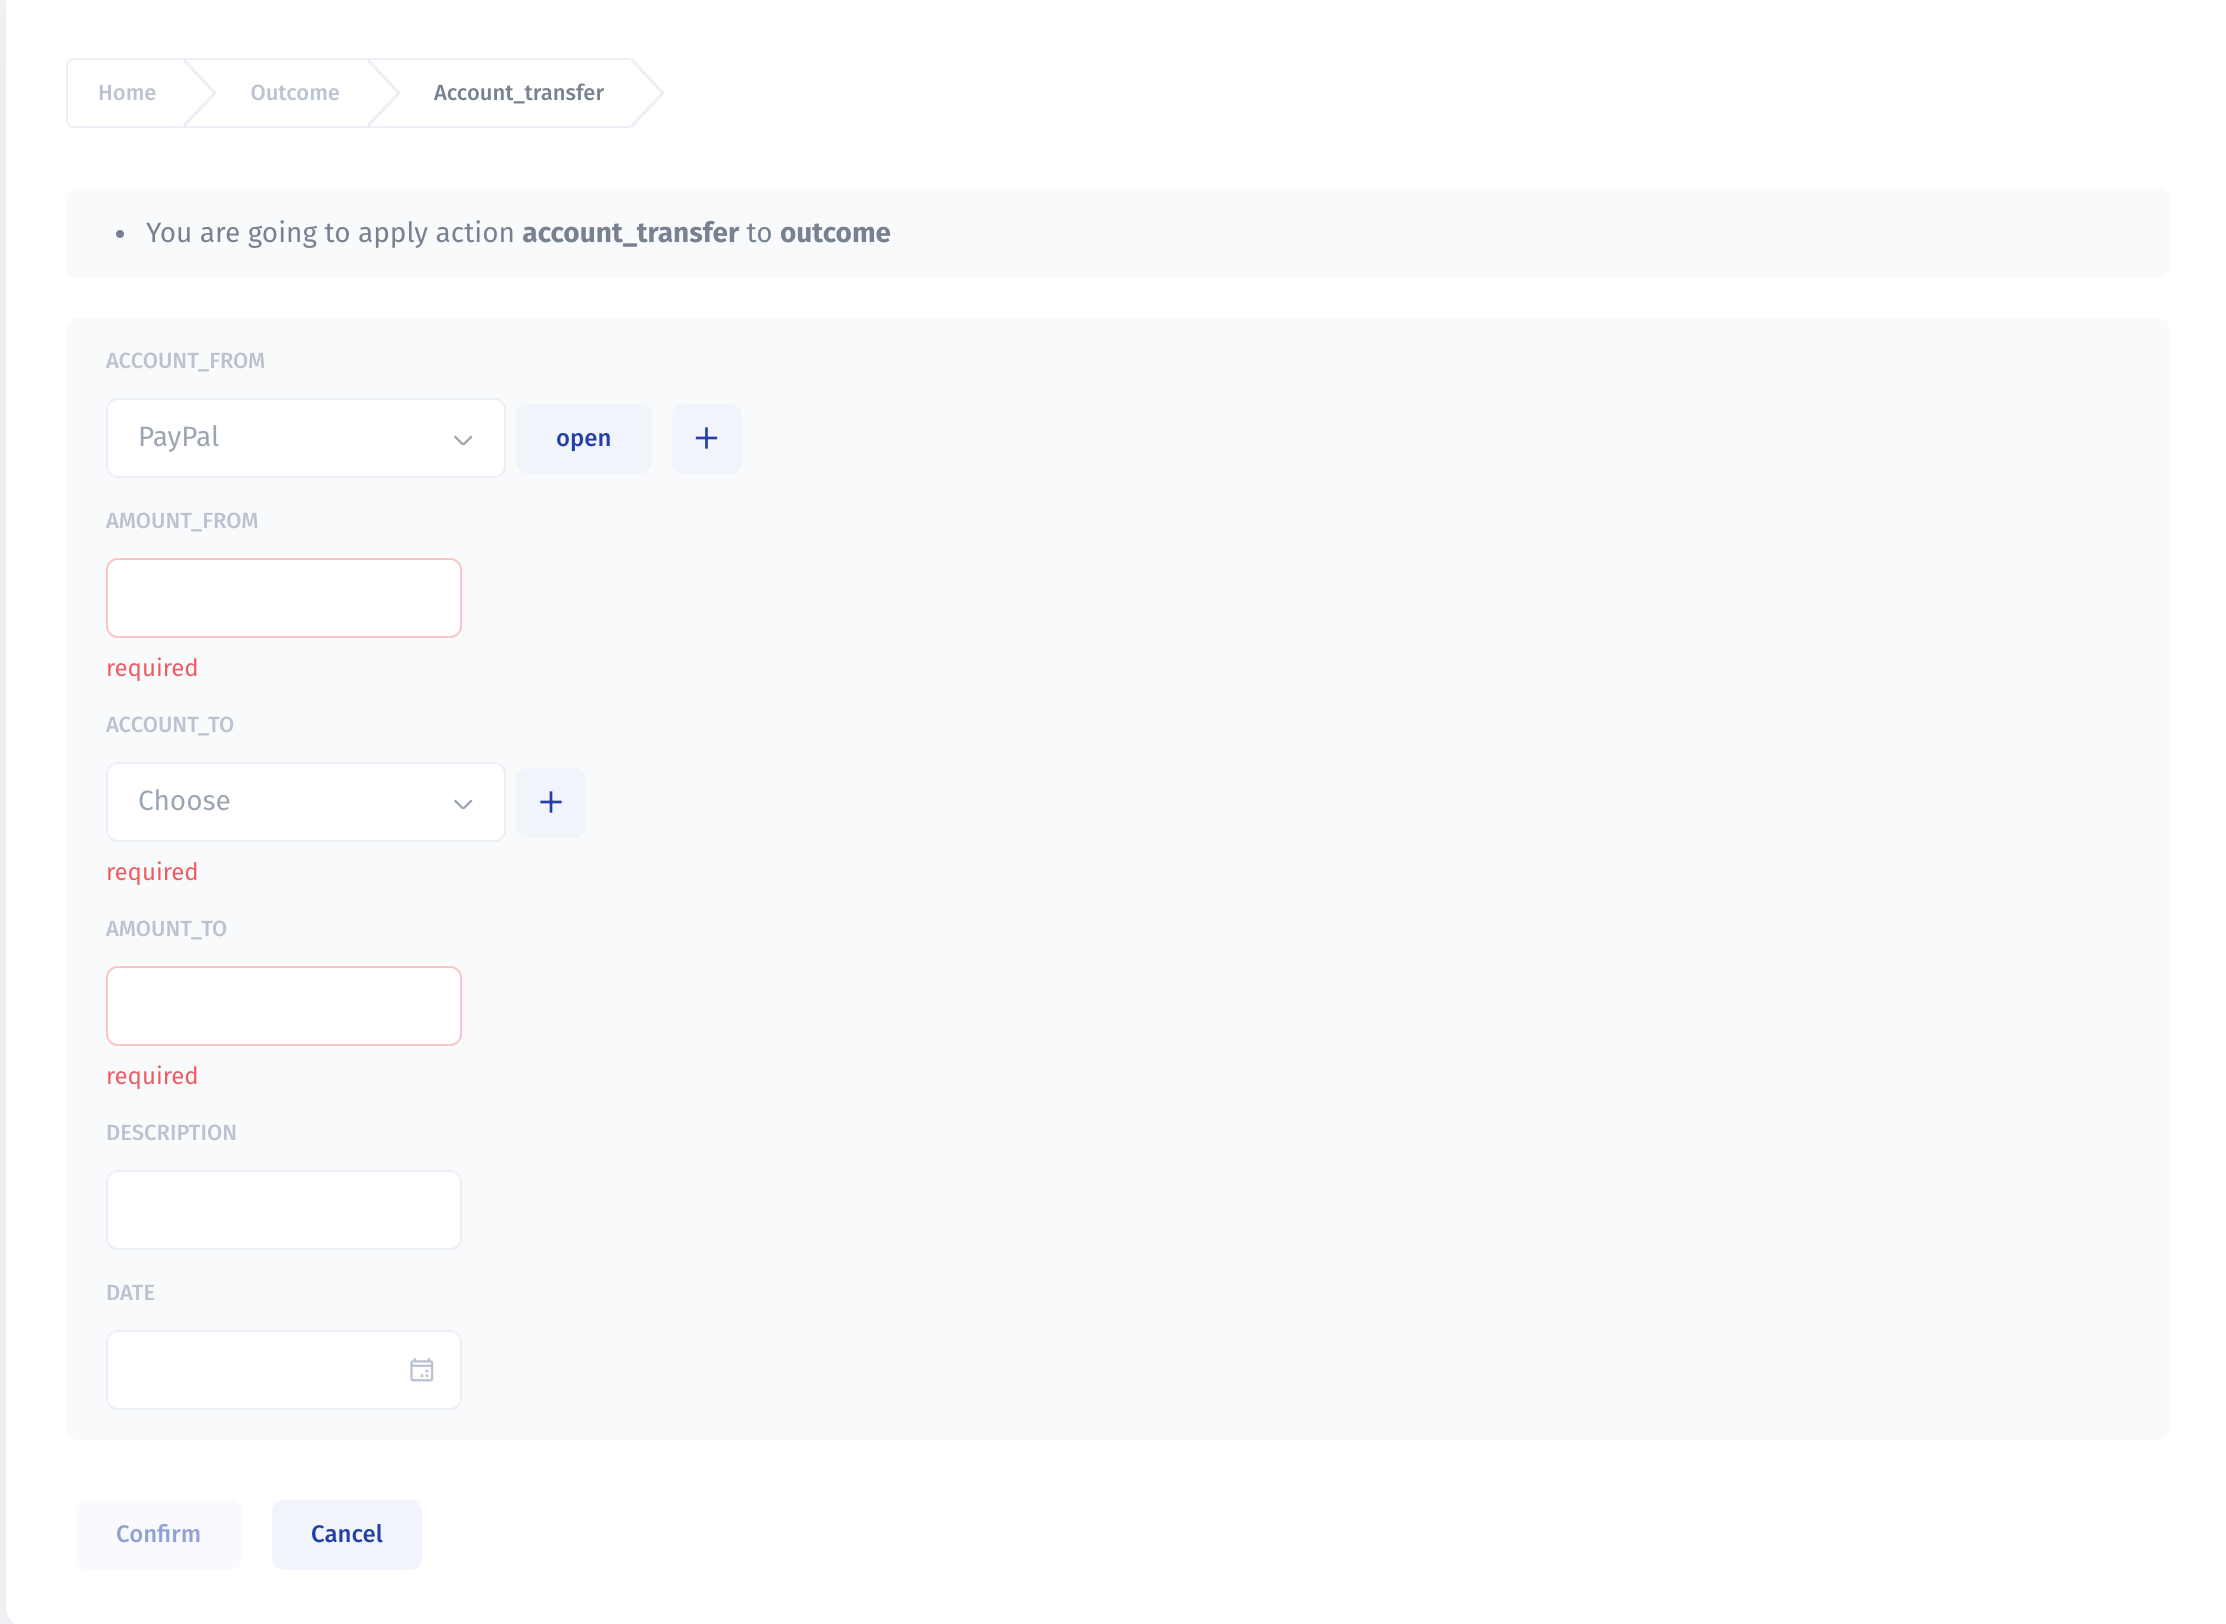 Home Outcome Account_transfer
• You are going to apply action account_transfer to outcome
ACCOUNT_FROM
PayPal open +
AMOUNT_FROM
required
ACCOUNT_TO
Choose +
required
AMOUNT_TO
required
DESCRIPTION
DATE
Confirm Cancel